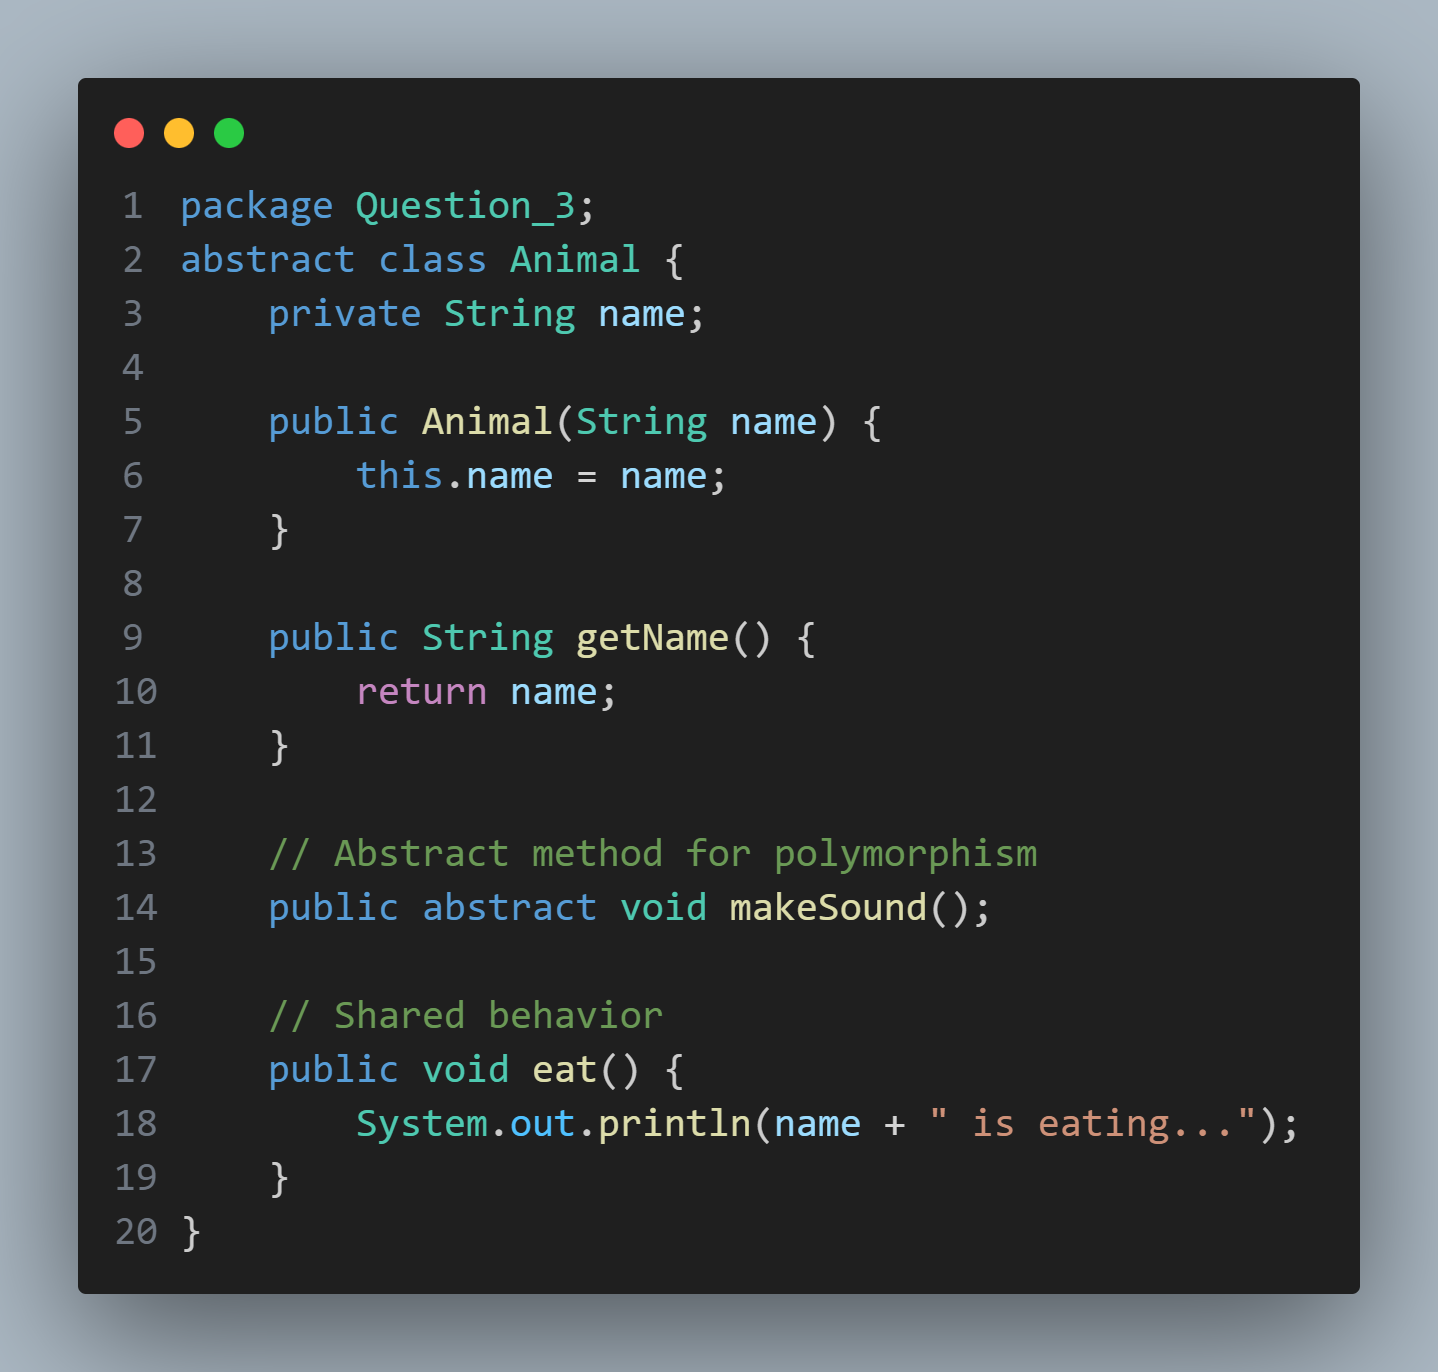 1 package Question_3;
2 abstract class Animal {
3     private String name;
4
5     public Animal(String name) {
6         this.name = name;
7     }
8
9     public String getName() {
10         return name;
11     }
12
13     // Abstract method for polymorphism
14     public abstract void makeSound();
15
16     // Shared behavior
17     public void eat() {
18         System.out.println(name + " is eating...");
19     }
20 }